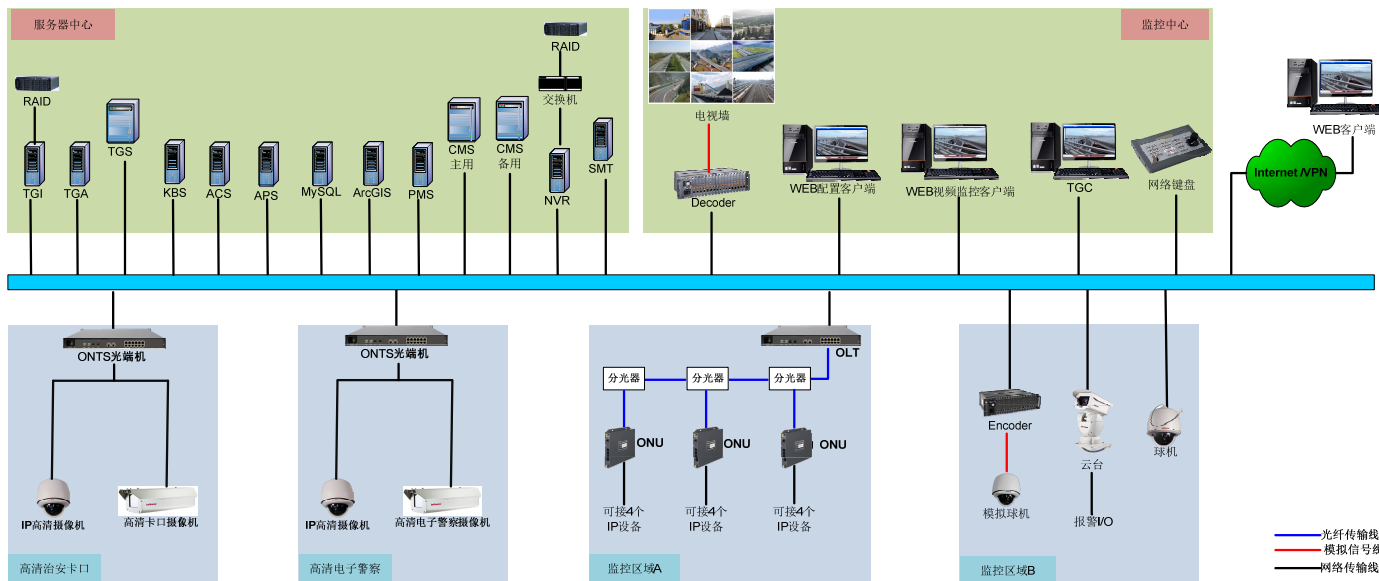 服务器中心
监控中心
RAID
RAID
交换机
TGI
TGA
TGS
KBS
ACS
APS
MySQL
ArcGIS
PMS
CMS
主用
CMS
备用
NVR
SMT
电视墙
Decoder
WEB配置客户端
WEB视频监控客户端
TGC
网络键盘
WEB客户端
Internet /VPN
ONTS光端机
IP高清摄像机
高清卡口摄像机
高清治安卡口
ONTS光端机
IP高清摄像机
高清电子警察摄像机
高清电子警察
OLT
分光器
分光器
分光器
ONU
ONU
ONU
可接4个
IP设备
可接4个
IP设备
可接4个
IP设备
监控区域A
Encoder
模拟球机
云台
报警I/O
球机
监控区域B
光纤传输线
模拟信号线
网络传输线